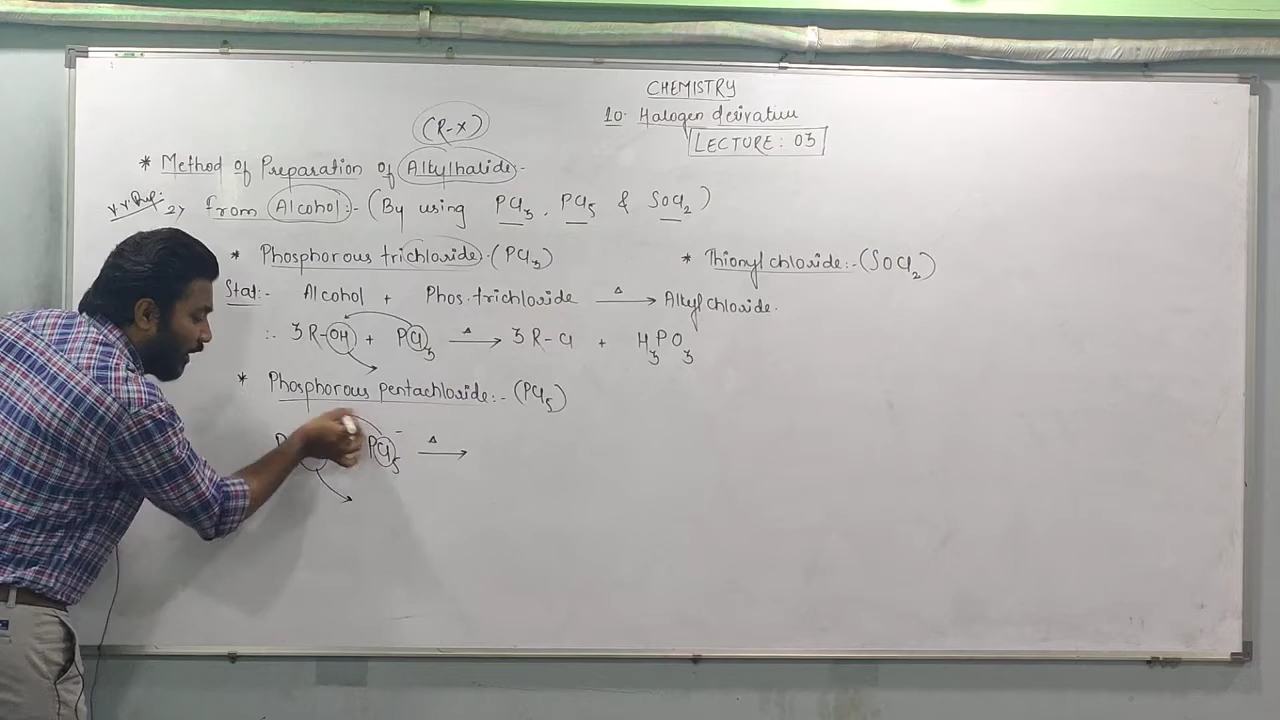 CHEMISTRY
10. Halogen derivative
LECTURE: 03
(R-X)
* Method of Preparation of Alkylhalide:-
2) from Alcohol:- (By using PCl₃, PCl₅ & SOCl₂)
* Phosphorous trichloride:(PCl₃)
* Thionyl chloride:-(SOCl₂)
Stat:- Alcohol + Phos. trichloride —Δ→ Alkyl chloride.
∴ 3R-OH + PCl₃ —Δ→ 3R-Cl + H₃PO₃
* Phosphorous pentachloride:- (PCl₅)
PCl₅ —Δ→